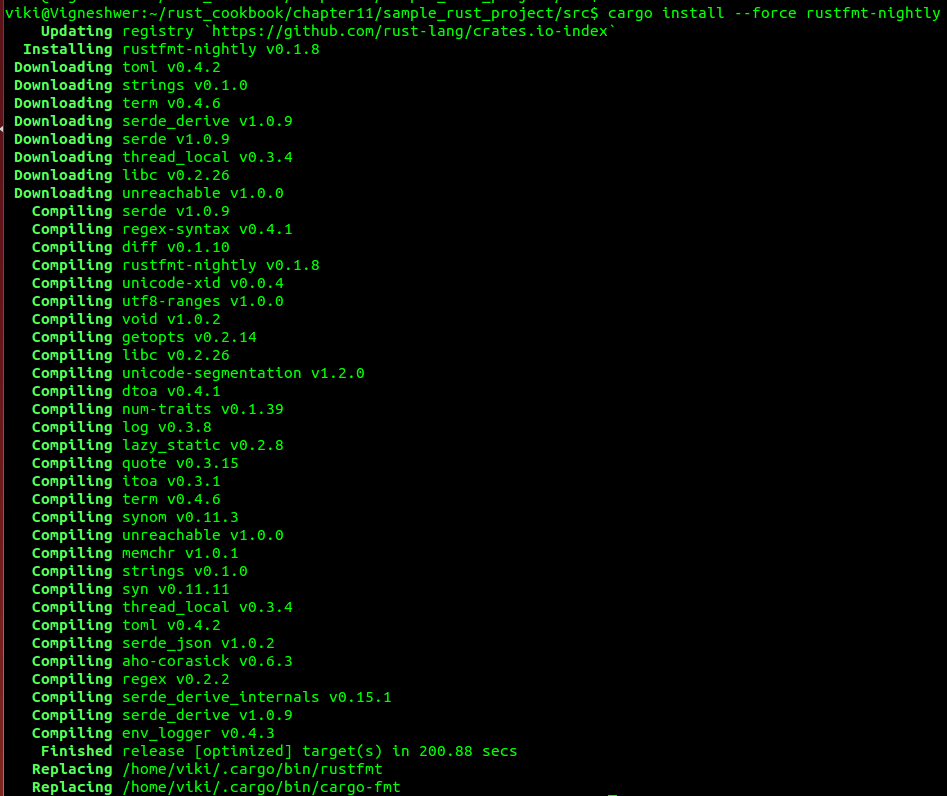 viki@Vigneshwer:~/rust_cookbook/chapter11/sample_rust_project/src$ cargo install --force rustfmt-nightly
Updating registry `https://github.com/rust-lang/crates.io-index`
Installing rustfmt-nightly v0.1.8
Downloading toml v0.4.2
Downloading strings v0.1.0
Downloading term v0.4.6
Downloading serde_derive v1.0.9
Downloading serde v1.0.9
Downloading thread_local v0.3.4
Downloading libc v0.2.26
Downloading unreachable v1.0.0
Compiling serde v1.0.9
Compiling regex-syntax v0.4.1
Compiling diff v0.1.10
Compiling rustfmt-nightly v0.1.8
Compiling unicode-xid v0.0.4
Compiling utf8-ranges v1.0.0
Compiling void v1.0.2
Compiling getopts v0.2.14
Compiling libc v0.2.26
Compiling unicode-segmentation v1.2.0
Compiling dtoa v0.4.1
Compiling num-traits v0.1.39
Compiling log v0.3.8
Compiling lazy_static v0.2.8
Compiling quote v0.3.15
Compiling itoa v0.3.1
Compiling term v0.4.6
Compiling synom v0.11.3
Compiling unreachable v1.0.0
Compiling memchr v1.0.1
Compiling strings v0.1.0
Compiling syn v0.11.11
Compiling thread_local v0.3.4
Compiling toml v0.4.2
Compiling serde_json v1.0.2
Compiling aho-corasick v0.6.3
Compiling regex v0.2.2
Compiling serde_derive_internals v0.15.1
Compiling serde_derive v1.0.9
Compiling env_logger v0.4.3
Finished release [optimized] target(s) in 200.88 secs
Replacing /home/viki/.cargo/bin/rustfmt
Replacing /home/viki/.cargo/bin/cargo-fmt